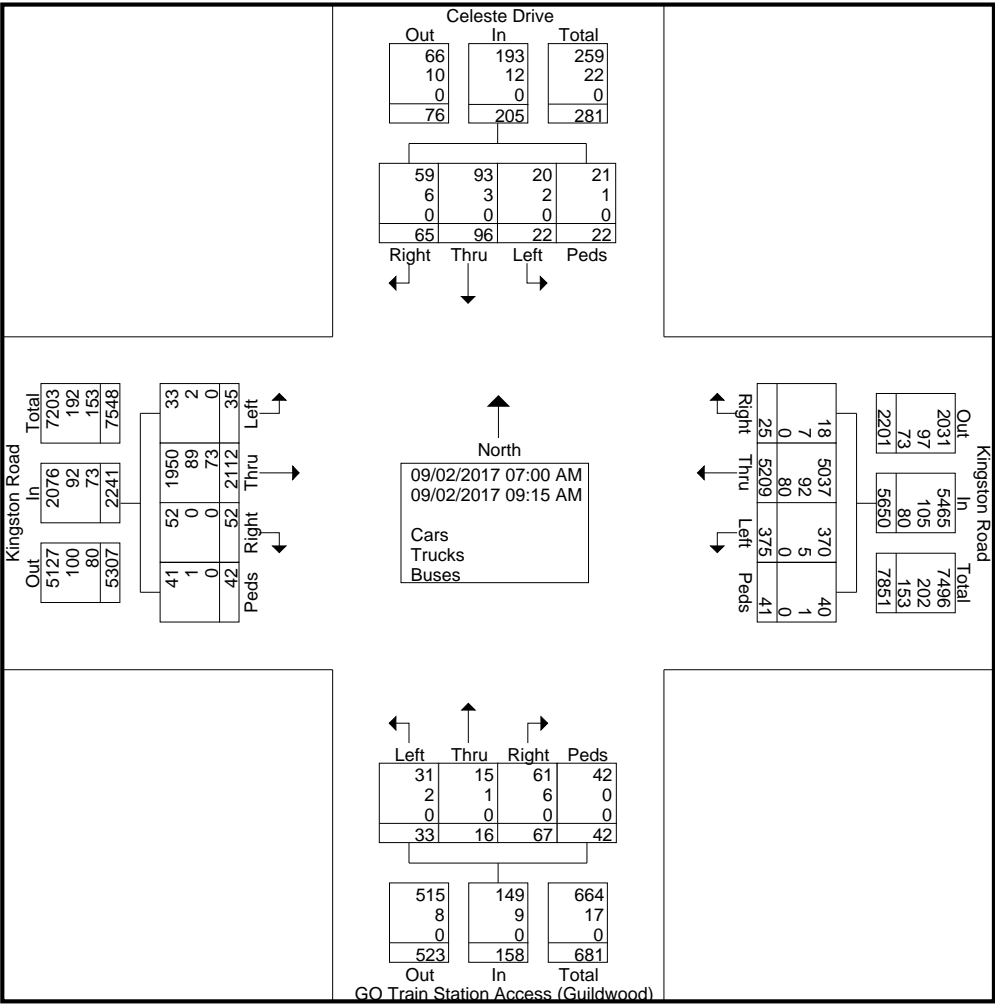 Celeste Drive
Out In Total
66 193 259
10 12 22
0 0 0
76 205 281
59 93 20 21
6 3 2 1
0 0 0 0
65 96 22 22
Right Thru Left Peds
Kingston Road
Total
7203
192
153
7548
In
2076
92
73
2241
Out
5127
100
80
5307
33
2
0
35
Left
1950
89
73
2112
Thru
52
0
0
52
Right
41
1
0
42
Peds
North
09/02/2017 07:00 AM
09/02/2017 09:15 AM
Cars
Trucks
Buses
Right
18
7
0
25
Thru
5037
92
80
5209
Left
370
5
0
375
Peds
40
1
0
41
Kingston Road
Out
2031
97
73
2201
In
5465
105
80
5650
Total
7496
202
153
7851
Left Thru Right Peds
31 15 61 42
2 1 6 0
0 0 0 0
33 16 67 42
515 149 664
8 9 17
0 0 0
523 158 681
Out In Total
GO Train Station Access (Guildwood)